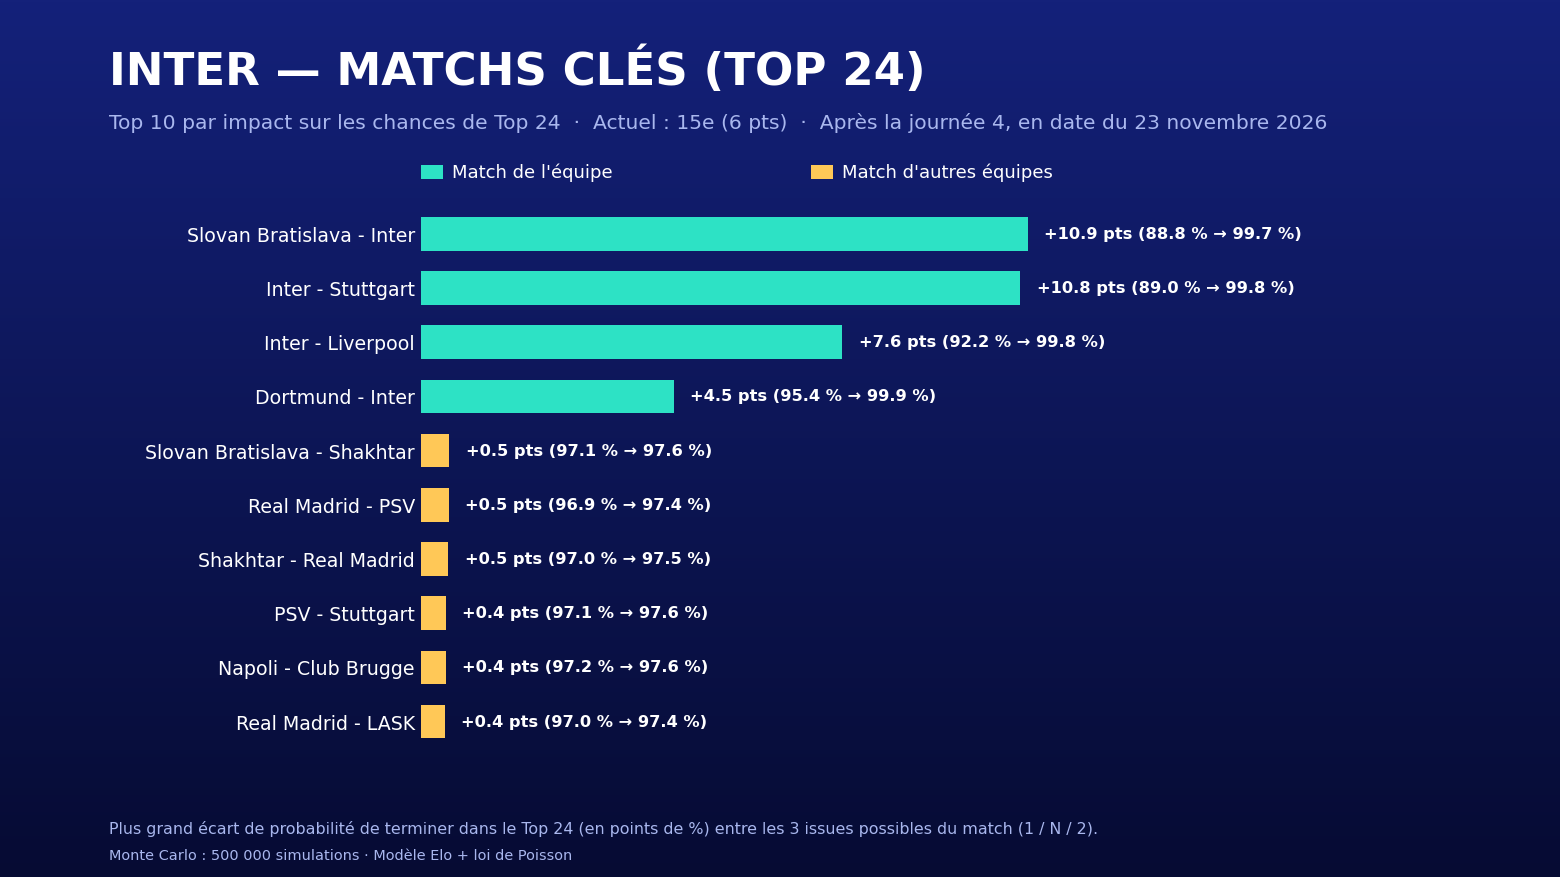 INTER — MATCHS CLÉS (TOP 24)
Top 10 par impact sur les chances de Top 24 · Actuel : 15e (6 pts) · Après la journée 4, en date du 23 novembre 2026
Match de l'équipe
Match d'autres équipes
Slovan Bratislava - Inter +10.9 pts (88.8 % → 99.7 %)
Inter - Stuttgart +10.8 pts (89.0 % → 99.8 %)
Inter - Liverpool +7.6 pts (92.2 % → 99.8 %)
Dortmund - Inter +4.5 pts (95.4 % → 99.9 %)
Slovan Bratislava - Shakhtar +0.5 pts (97.1 % → 97.6 %)
Real Madrid - PSV +0.5 pts (96.9 % → 97.4 %)
Shakhtar - Real Madrid +0.5 pts (97.0 % → 97.5 %)
PSV - Stuttgart +0.4 pts (97.1 % → 97.6 %)
Napoli - Club Brugge +0.4 pts (97.2 % → 97.6 %)
Real Madrid - LASK +0.4 pts (97.0 % → 97.4 %)
Plus grand écart de probabilité de terminer dans le Top 24 (en points de %) entre les 3 issues possibles du match (1 / N / 2).
Monte Carlo : 500 000 simulations · Modèle Elo + loi de Poisson